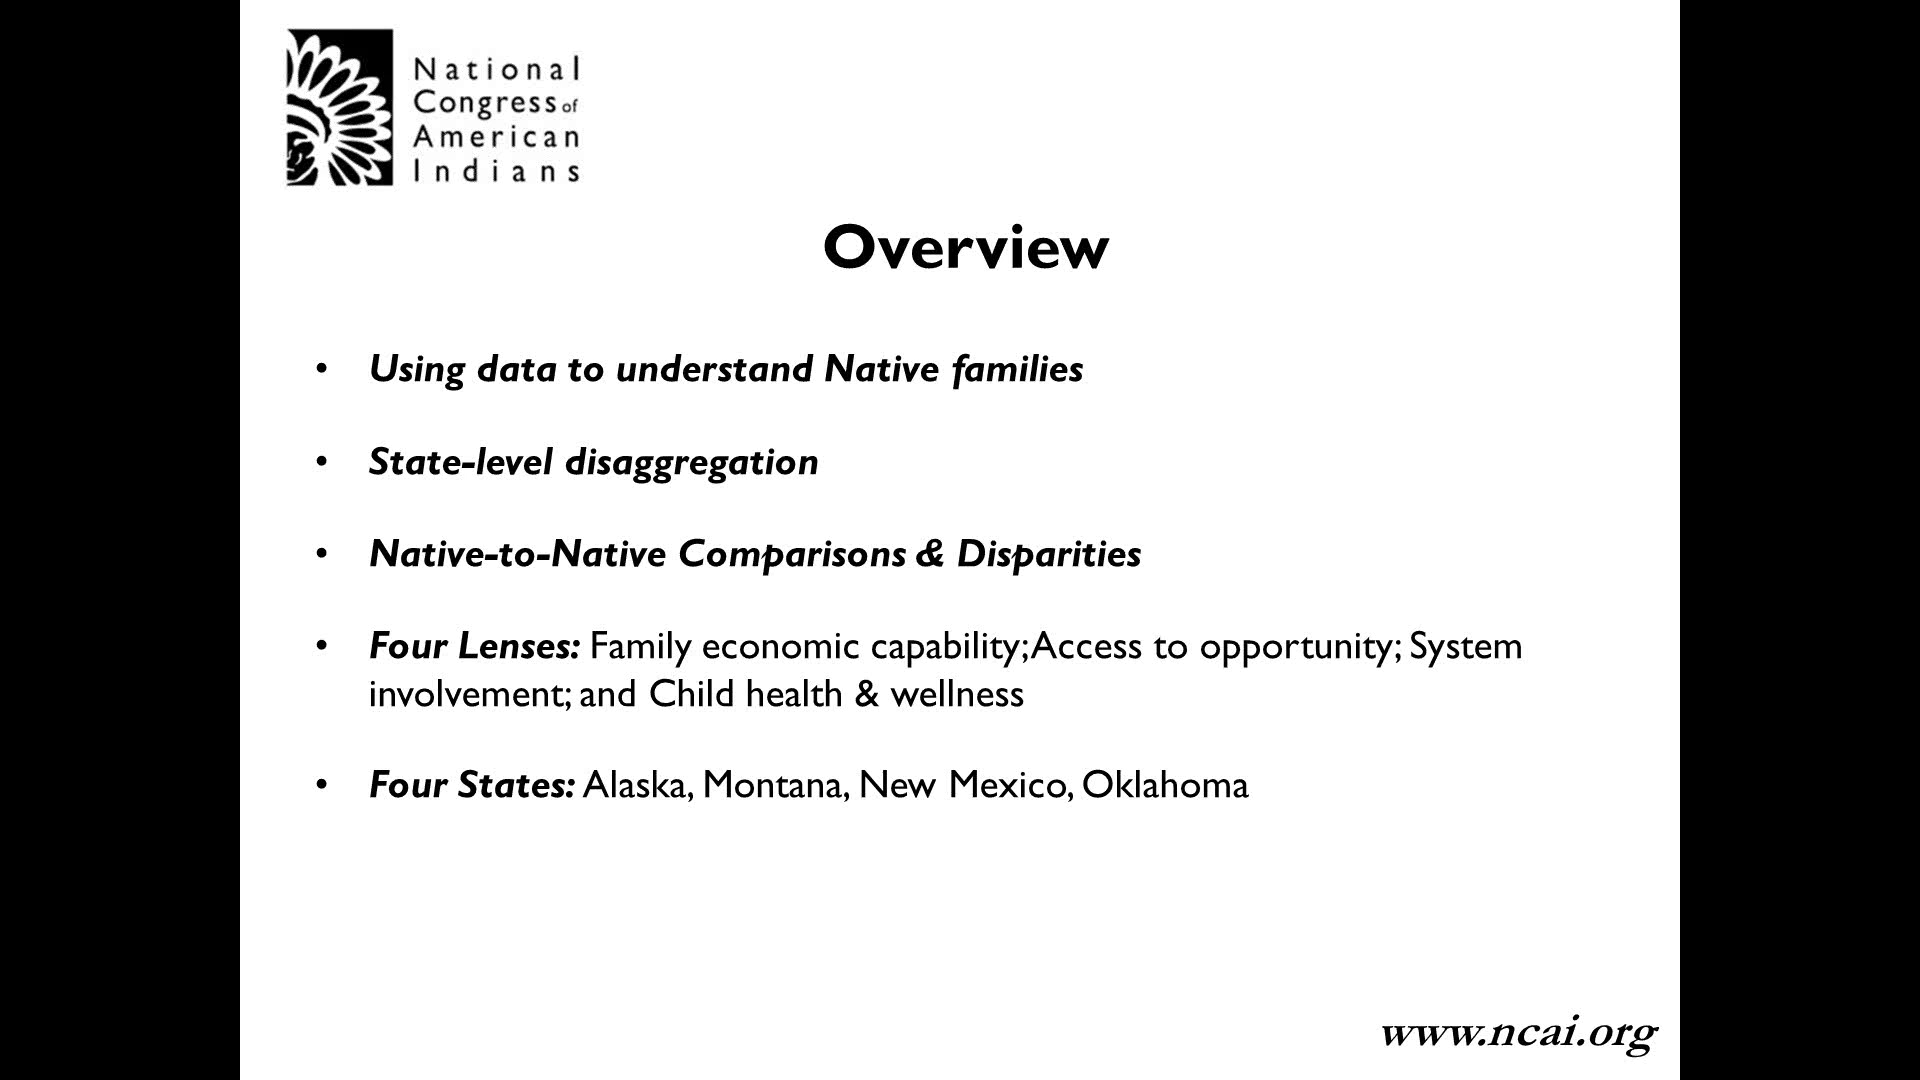 National
Congress of
American
Indians
Overview
• Using data to understand Native families
• State-level disaggregation
• Native-to-Native Comparisons & Disparities
• Four Lenses: Family economic capability; Access to opportunity; System
involvement; and Child health & wellness
• Four States: Alaska, Montana, New Mexico, Oklahoma
www.ncai.org